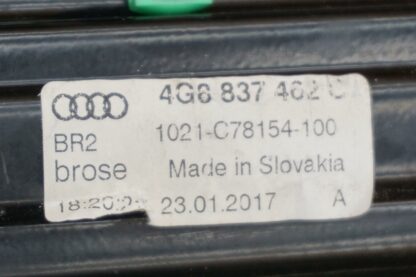 4G8 837 462 C
BR2
1021-C78154-100
brose
Made in Slovakia
23.01.2017 A